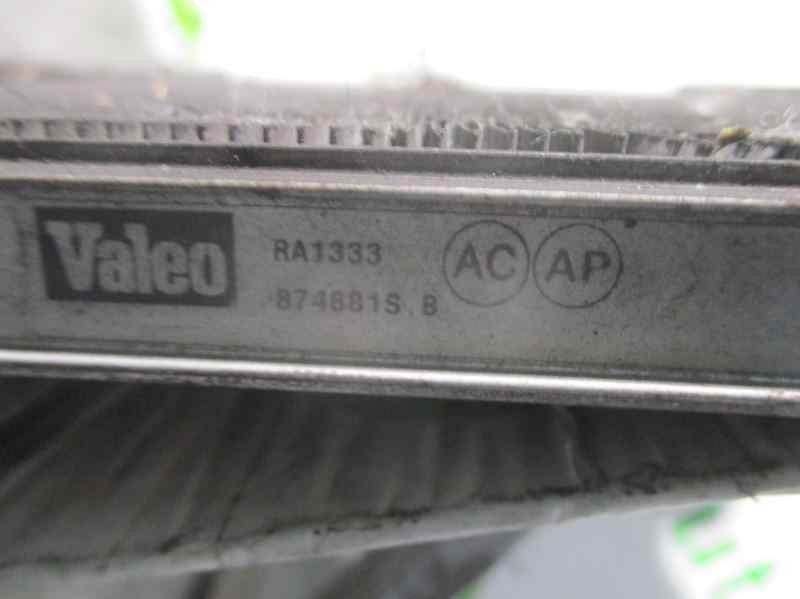 Valeo
RA1333
874881S.B
AC
AP